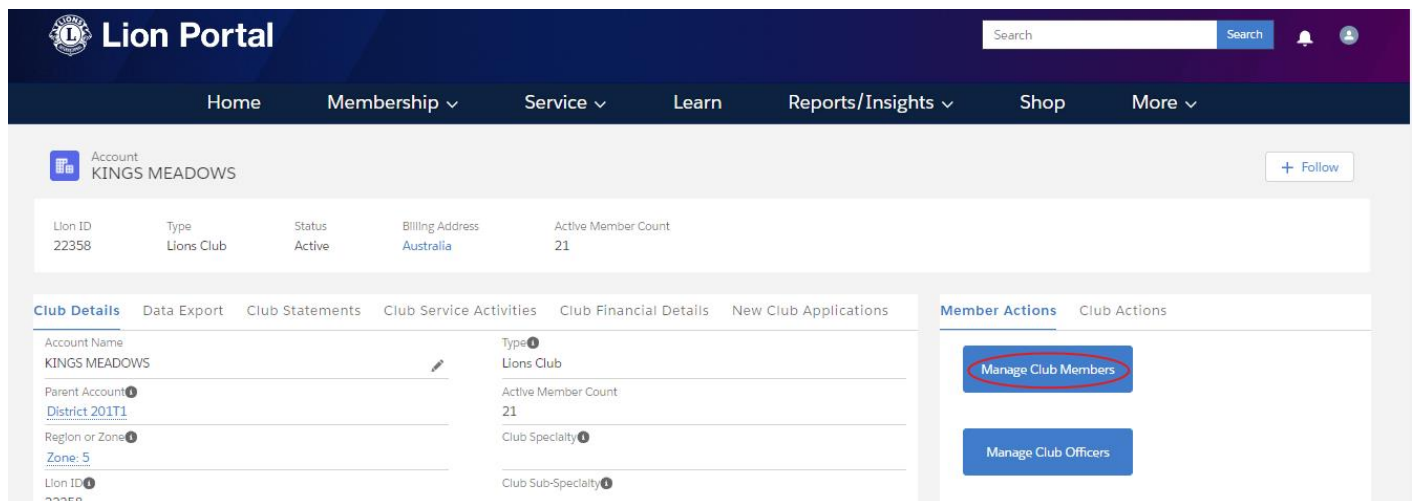 Lion Portal
Search Search
Home Membership Service Learn Reports/Insights Shop More
Account
KINGS MEADOWS
+ Follow
Lion ID Type Status Billing Address Active Member Count
22358 Lions Club Active Australia 21
Club Details Data Export Club Statements Club Service Activities Club Financial Details New Club Applications Member Actions Club Actions
Account Name Type
KINGS MEADOWS Lions Club
Manage Club Members
Parent Account Active Member Count
District 201T1 21
Region or Zone Club Specialty
Zone: 5
Manage Club Officers
Lion ID Club Sub-Specialty
22358